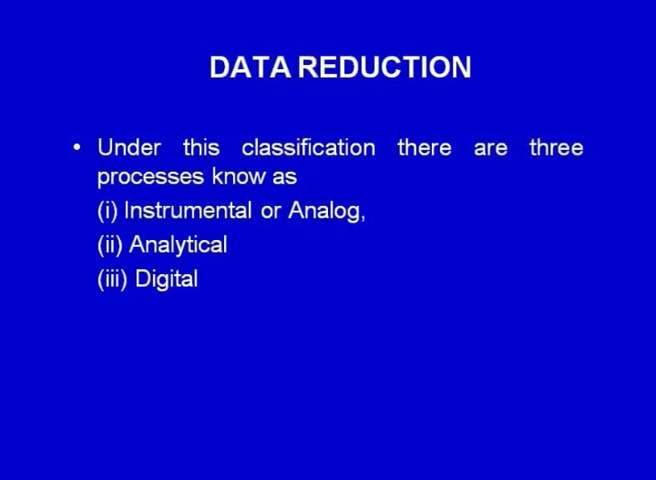 DATA REDUCTION
• Under this classification there are three
processes know as
(i) Instrumental or Analog,
(ii) Analytical
(iii) Digital